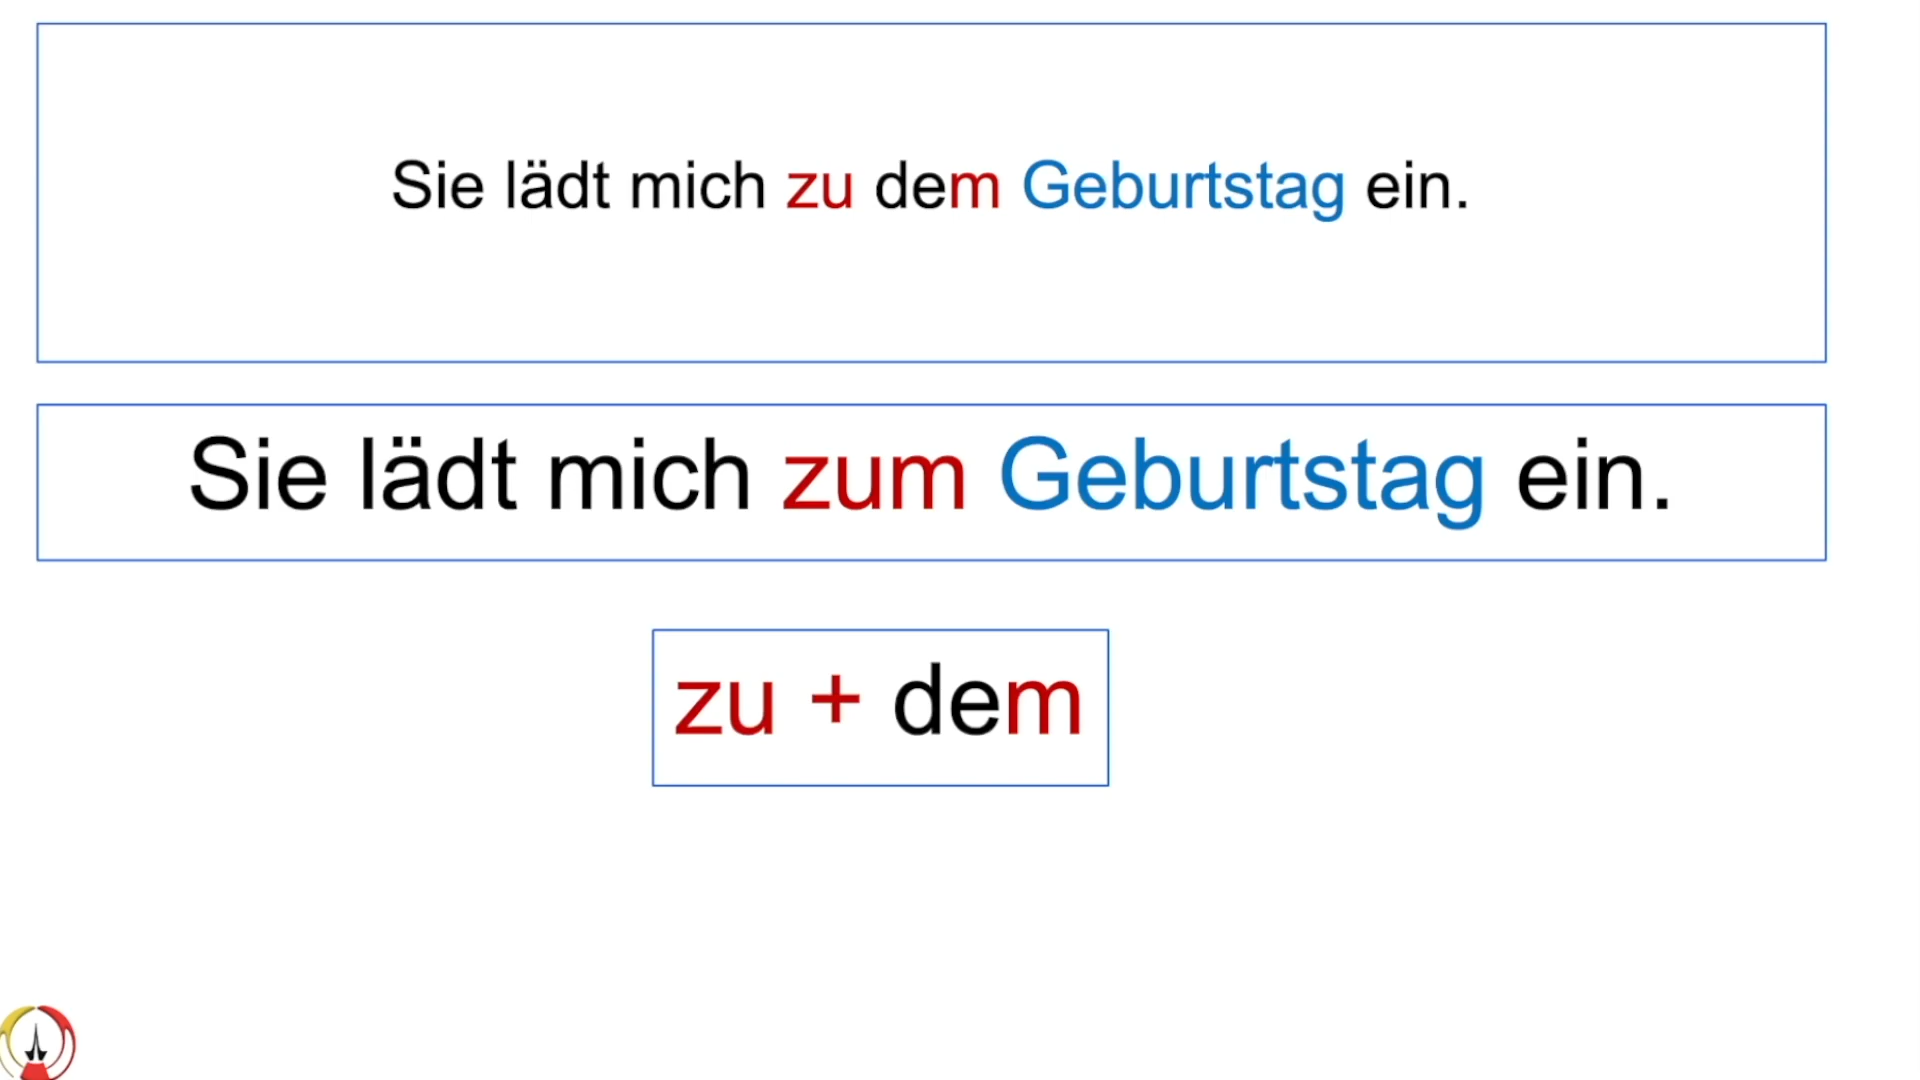 Sie lädt mich zu dem Geburtstag ein.
Sie lädt mich zum Geburtstag ein.
zu + dem